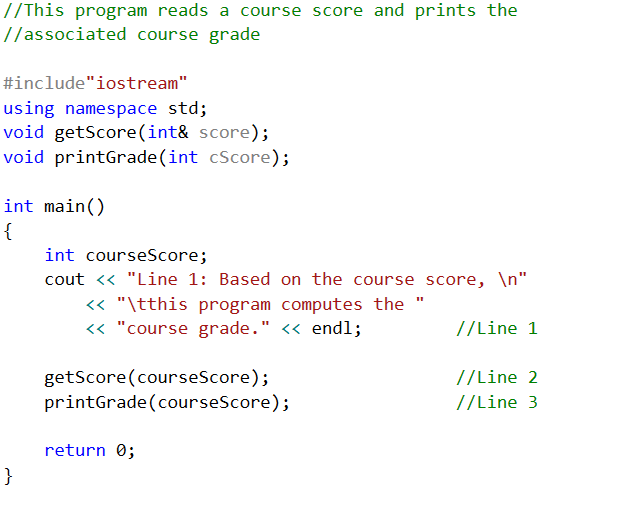 //This program reads a course score and prints the
//associated course grade
#include"iostream"
using namespace std;
void getScore(int& score);
void printGrade(int cScore);
int main()
{
int courseScore;
cout << "Line 1: Based on the course score, \n"
<< "\tthis program computes the "
<< "course grade." << endl; //Line 1
getScore(courseScore); //Line 2
printGrade(courseScore); //Line 3
return 0;
}